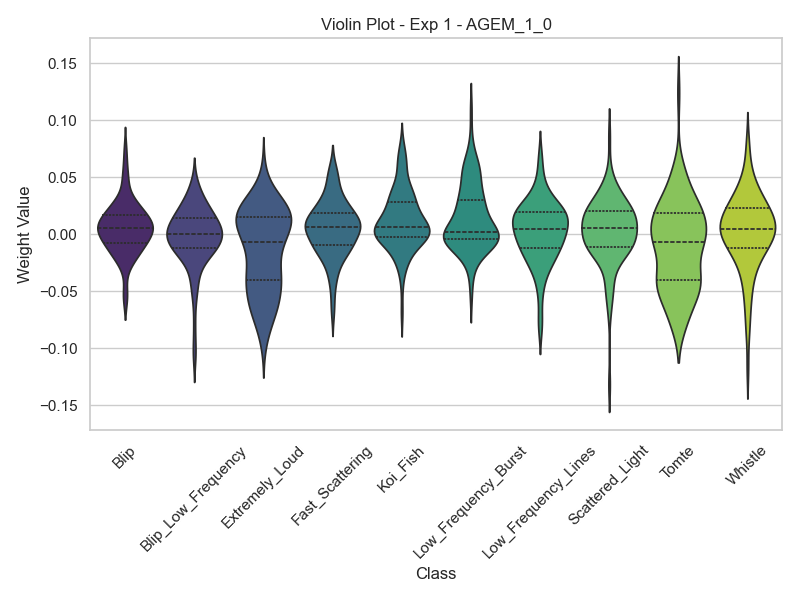 Violin Plot - Exp 1 - AGEM_1_0
Weight Value
0.15
0.10
0.05
0.00
−0.05
−0.10
−0.15
Blip
Blip_Low_Frequency
Extremely_Loud
Fast_Scattering
Koi_Fish
Low_Frequency_Burst
Low_Frequency_Lines
Scattered_Light
Tomte
Whistle
Class